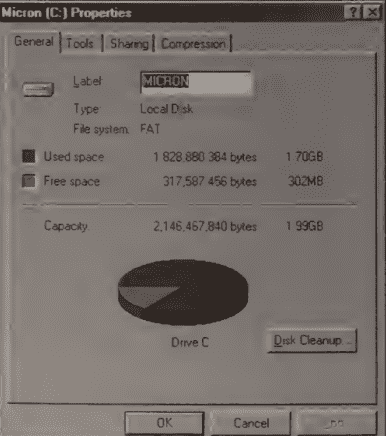 Micron (C:) Properties
General Tools Sharing Compression
Label: MICRON
Type: Local Disk
File system: FAT
Used space 1 828,880 384 bytes 1 70GB
Free space 317,587 456 bytes 302MB
Capacity: 2,146,467,840 bytes 1 99GB
Drive C
Disk Cleanup...
OK Cancel